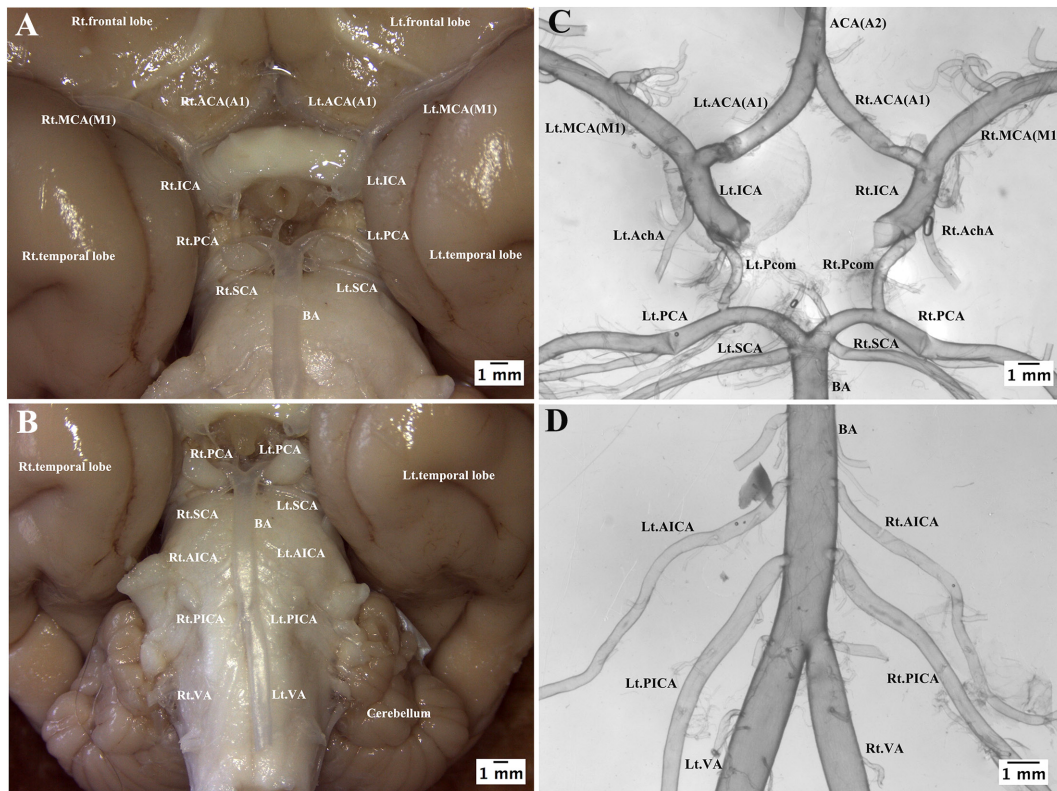 A
Rt.frontal lobe
Lt.frontal lobe
Rt.ACA(A1)
Lt.ACA(A1)
Rt.MCA(M1)
Lt.MCA(M1)
Rt.ICA
Lt.ICA
Rt.PCA
Lt.PCA
Rt.temporal lobe
Lt.temporal lobe
Rt.SCA
Lt.SCA
BA
1 mm
B
Rt.PCA
Lt.PCA
Rt.temporal lobe
Lt.temporal lobe
Rt.SCA
Lt.SCA
BA
Rt.AICA
Lt.AICA
Rt.PICA
Lt.PICA
Rt.VA
Lt.VA
Cerebellum
1 mm
C
ACA(A2)
Lt.ACA(A1)
Rt.ACA(A1)
Lt.MCA(M1)
Rt.MCA(M1
Lt.ICA
Rt.ICA
Lt.AchA
Rt.AchA
Lt.Pcom
Rt.Pcom
Lt.PCA
Rt.PCA
Lt.SCA
Rt.SCA
BA
1 mm
D
BA
Lt.AICA
Rt.AICA
Lt.PICA
Rt.PICA
Lt.VA
Rt.VA
1 mm